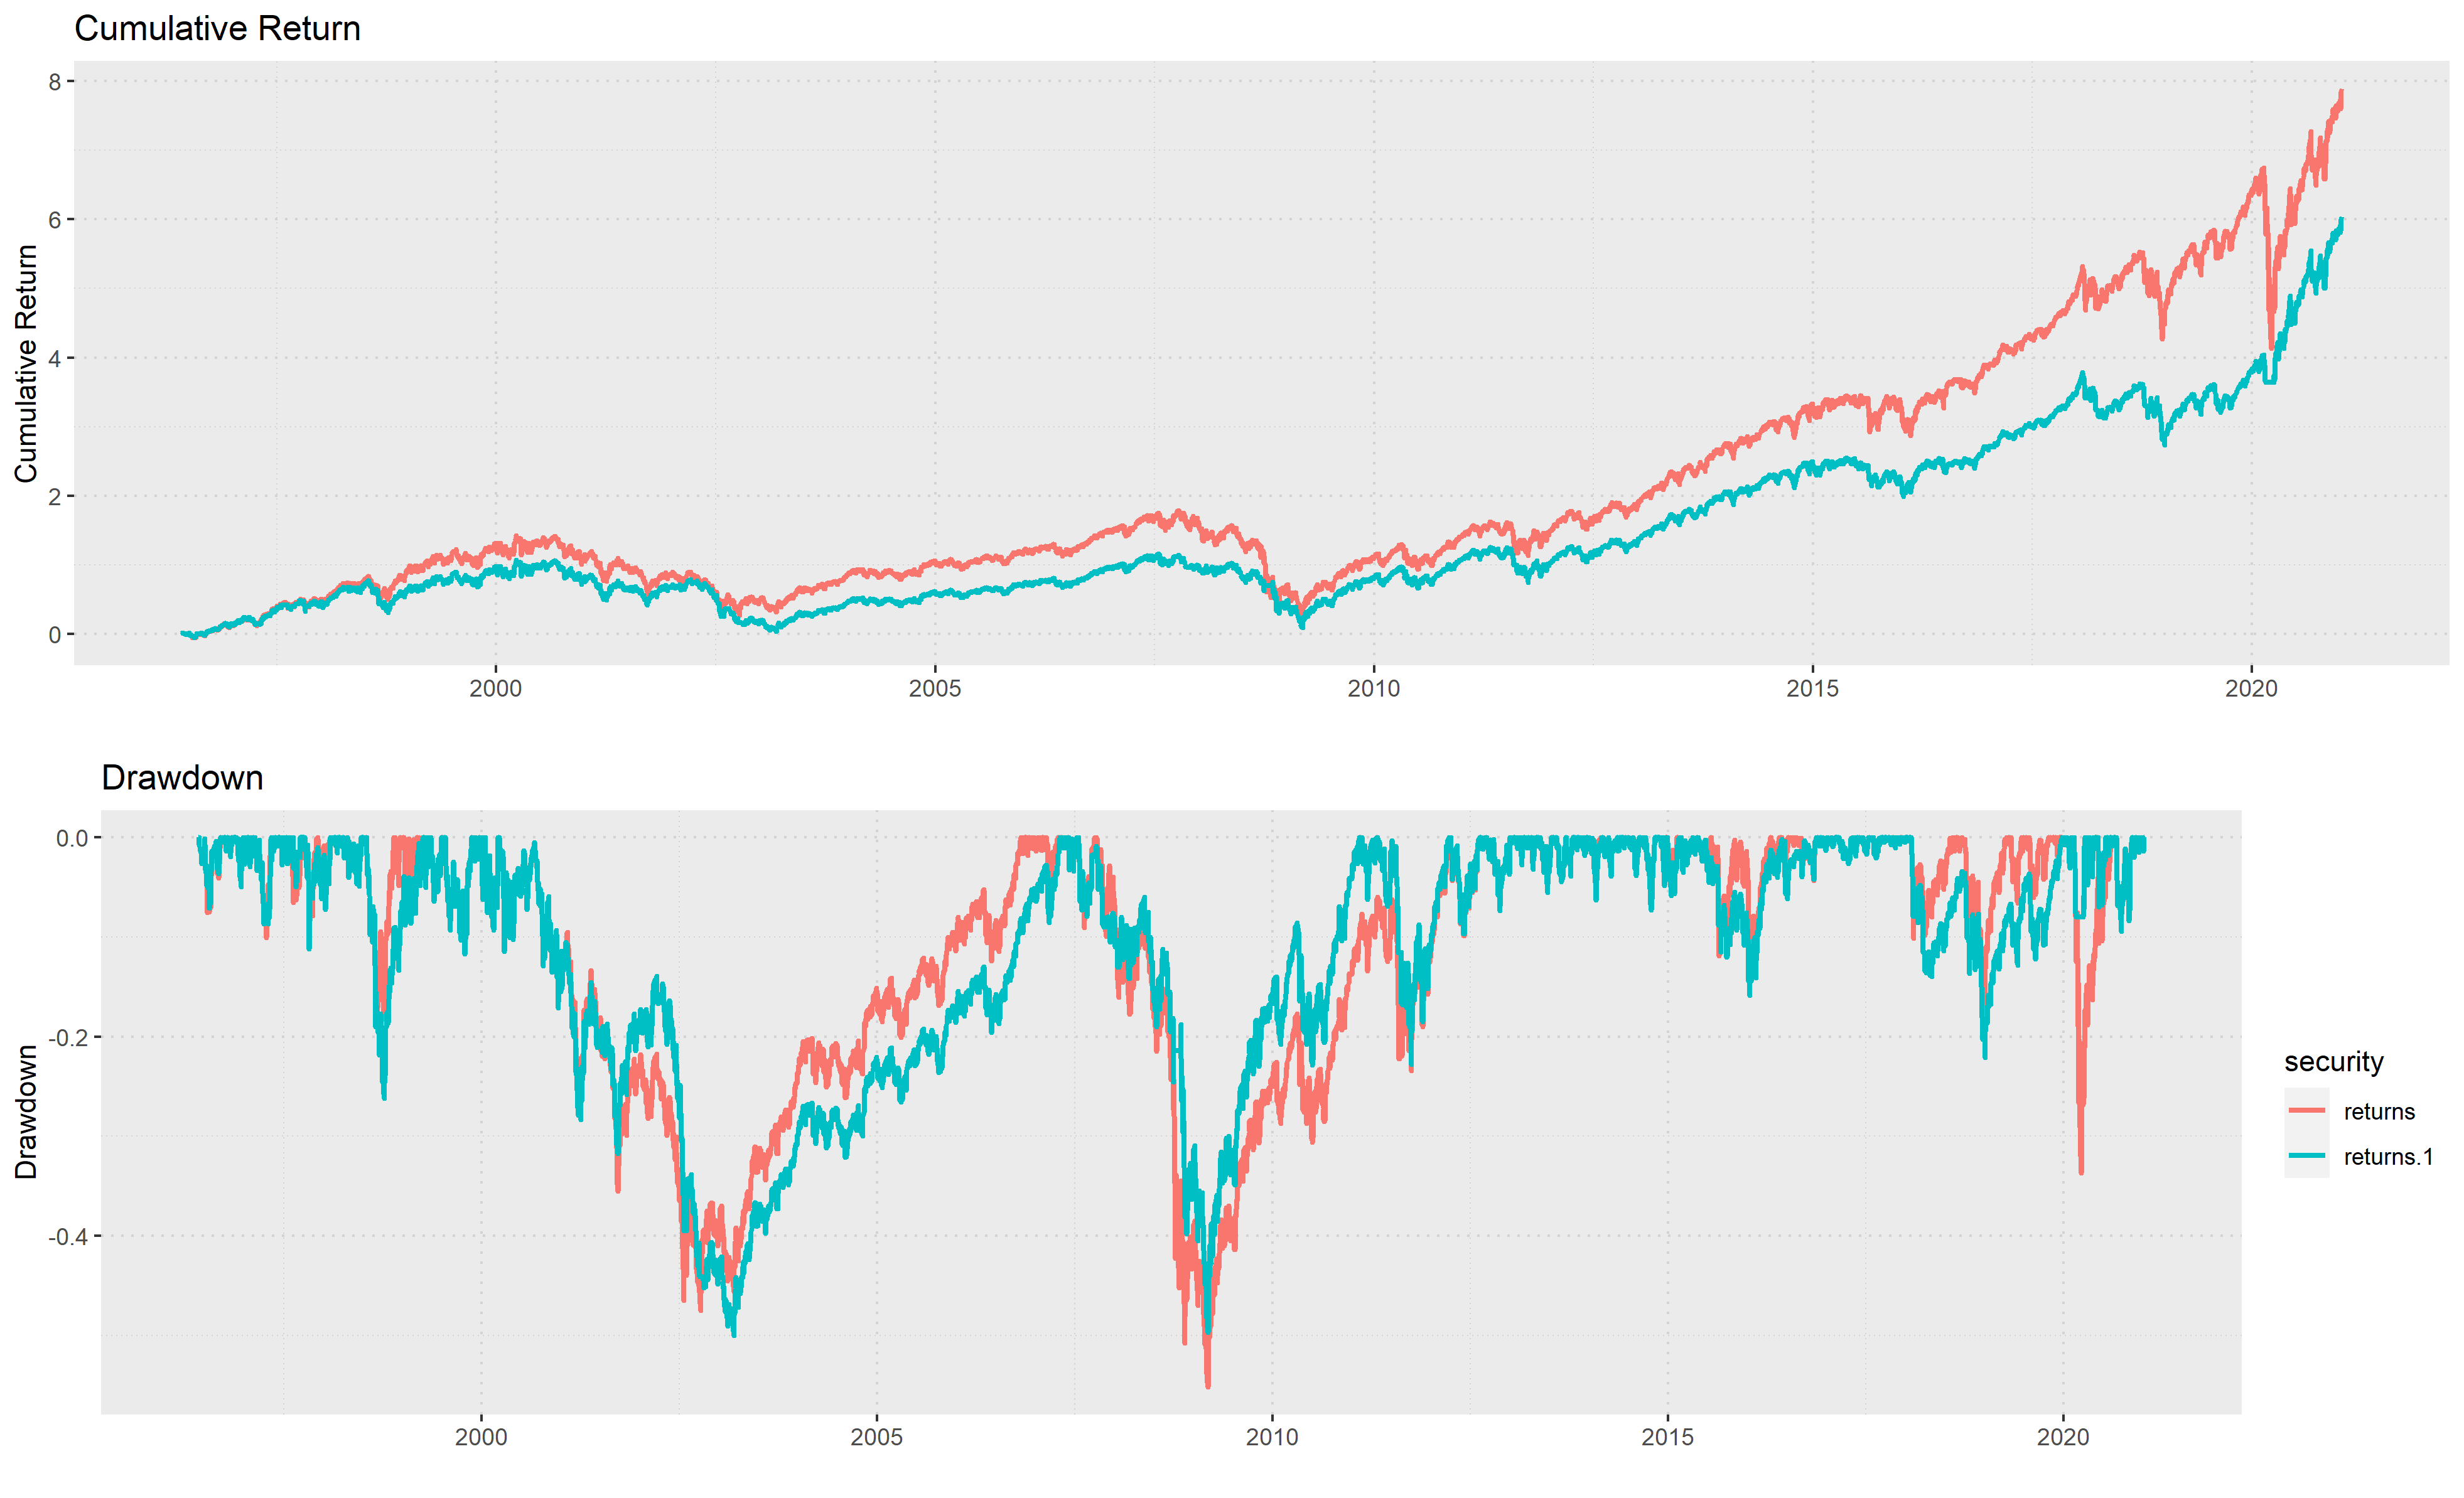 Cumulative Return
Cumulative Return
8
6
4
2
0
2000 2005 2010 2015 2020
Drawdown
Drawdown
0.0
-0.2
-0.4
2000 2005 2010 2015 2020
security
returns
returns.1